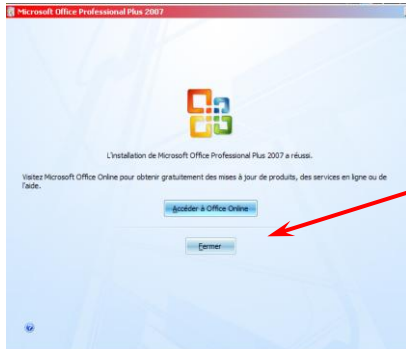 Microsoft Office Professional Plus 2007
L'installation de Microsoft Office Professional Plus 2007 a réussi.
Visitez Microsoft Office Online pour obtenir gratuitement des mises à jour de produits, des services en ligne ou de
l'aide.
Accéder à Office Online
Fermer